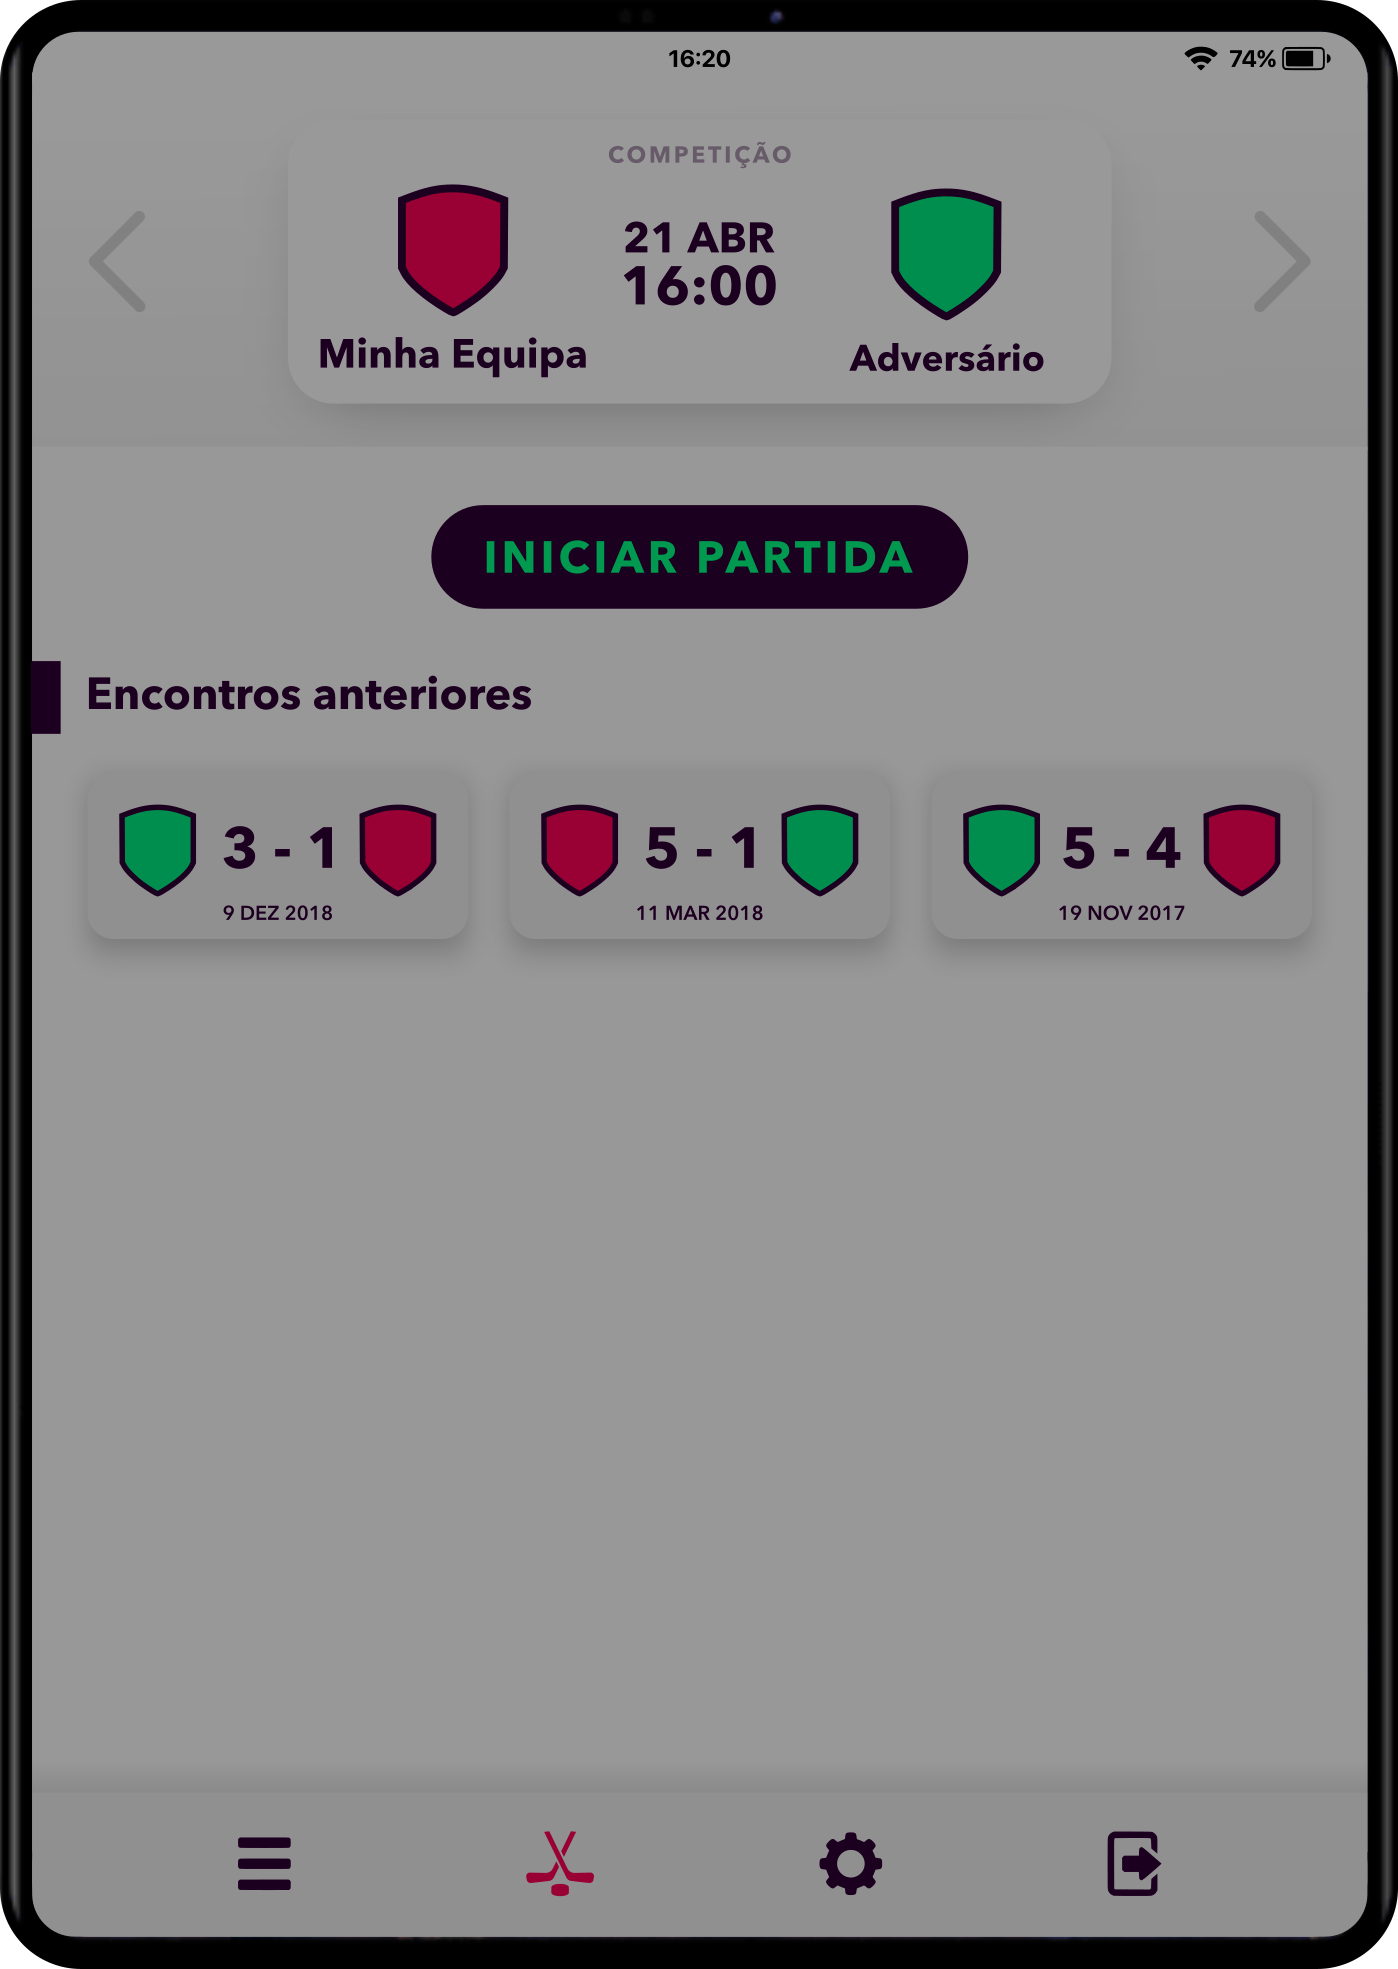 16:20
74%
COMPETIÇÃO
21 ABR
16:00
Minha Equipa
Adversário
INICIAR PARTIDA
Encontros anteriores
3 - 1
9 DEZ 2018
5 - 1
11 MAR 2018
5 - 4
19 NOV 2017